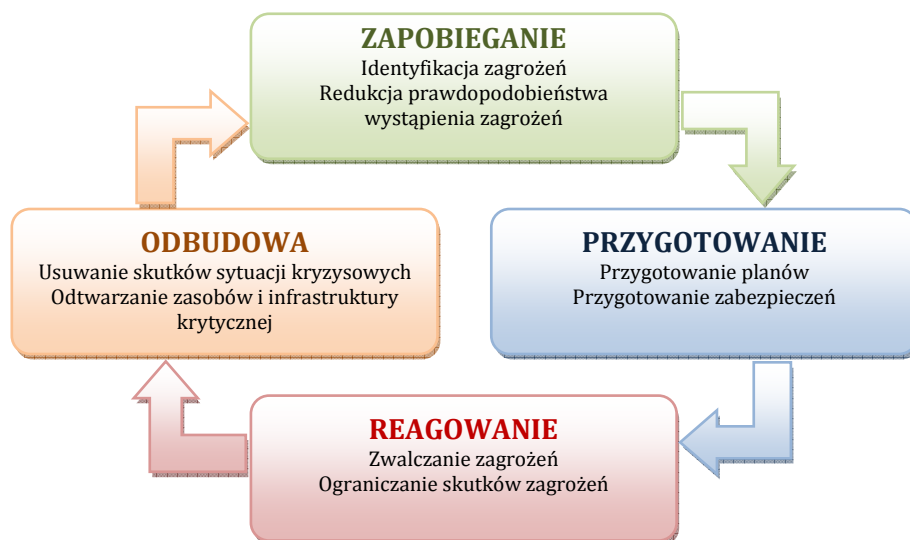 ZAPOBIEGANIE
Identyfikacja zagrożeń
Redukcja prawdopodobieństwa
wystąpienia zagrożeń
ODBUDOWA
Usuwanie skutków sytuacji kryzysowych
Odtwarzanie zasobów i infrastruktury
krytycznej
PRZYGOTOWANIE
Przygotowanie planów
Przygotowanie zabezpieczeń
REAGOWANIE
Zwalczanie zagrożeń
Ograniczanie skutków zagrożeń